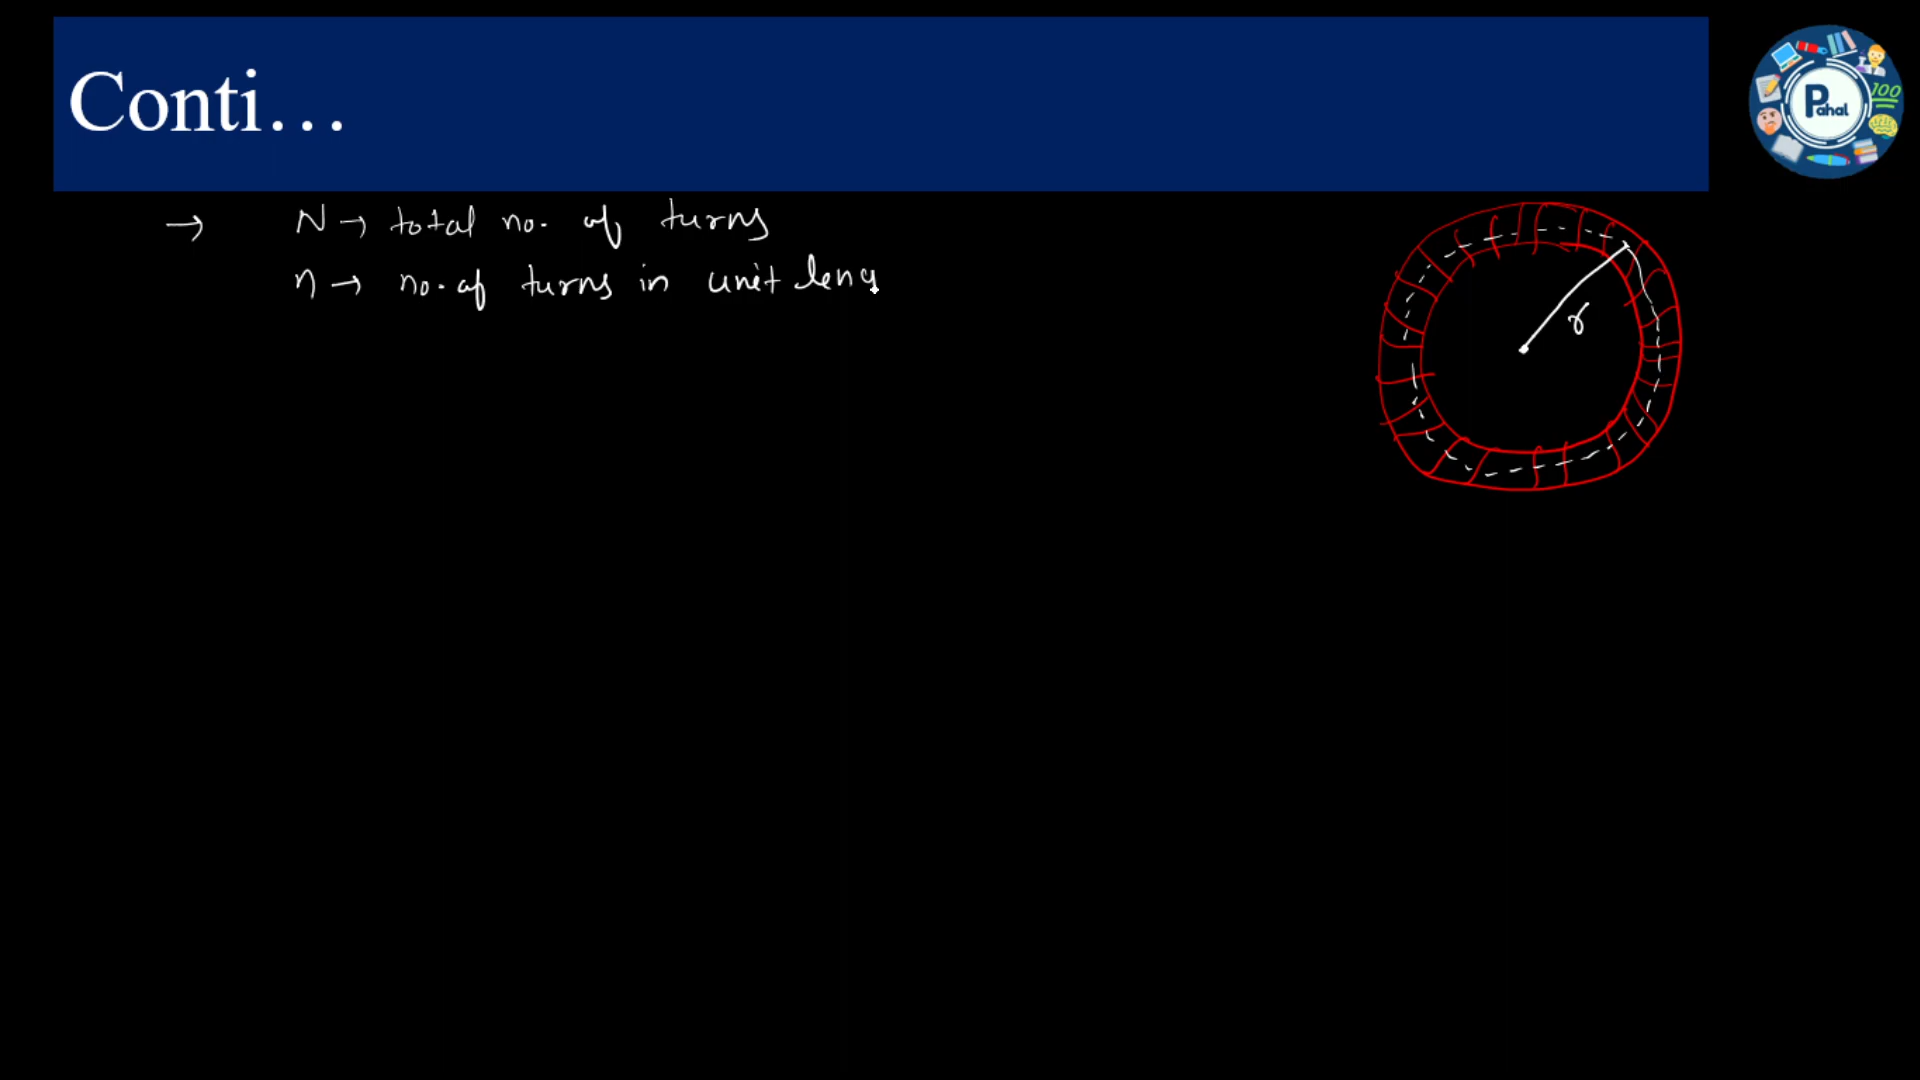 Conti...
Pahal
100
→ N → total no. of turns
n → no. of turns in unit leng
r